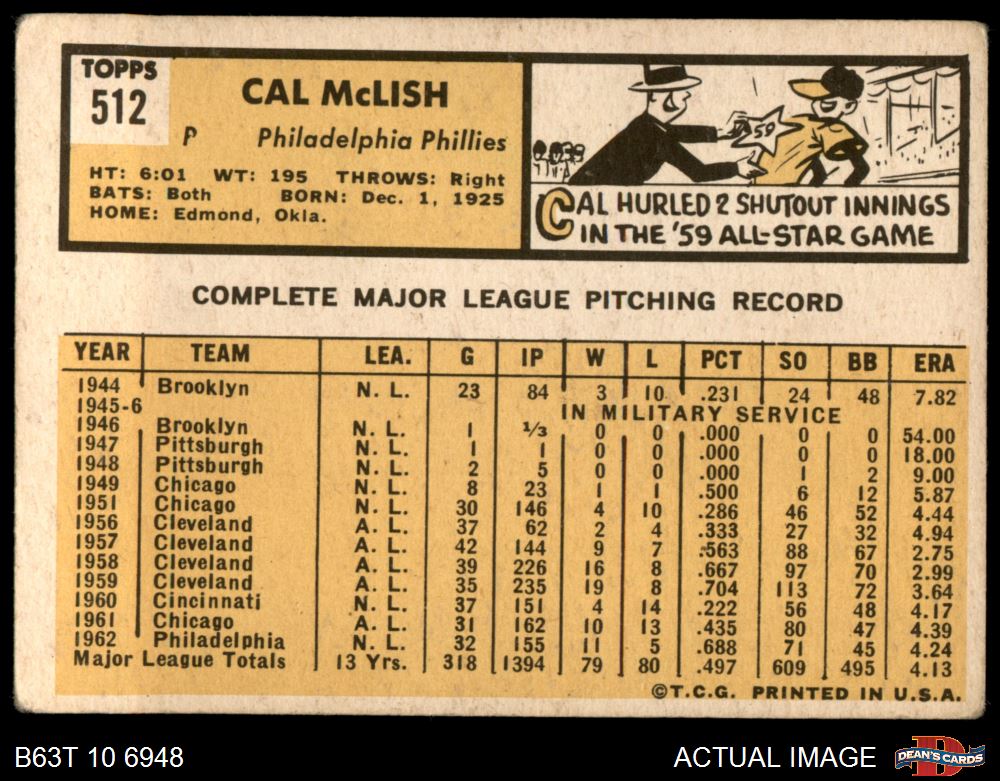 TOPPS
512
CAL McLISH
P Philadelphia Phillies
HT: 6:01 WT: 195 THROWS: Right
BATS: Both BORN: Dec. 1, 1925
HOME: Edmond, Okla.
59
CAL HURLED 2 SHUTOUT INNINGS
IN THE '59 ALL-STAR GAME
COMPLETE MAJOR LEAGUE PITCHING RECORD
YEAR TEAM LEA. G IP W L PCT SO BB ERA
1944 Brooklyn N. L. 23 84 3 10 .231 24 48 7.82
1945-6 IN MILITARY SERVICE
1946 Brooklyn N. L. 1 1/3 0 0 .000 0 0 54.00
1947 Pittsburgh N. L. 1 1 0 0 .000 0 0 18.00
1948 Pittsburgh N. L. 2 5 0 0 .000 1 2 9.00
1949 Chicago N. L. 8 23 1 1 .500 6 12 5.87
1951 Chicago N. L. 30 146 4 10 .286 46 52 4.44
1956 Cleveland A. L. 37 62 2 4 .333 27 32 4.94
1957 Cleveland A. L. 42 144 9 7 .563 88 67 2.75
1958 Cleveland A. L. 39 226 16 8 .667 97 70 2.99
1959 Cleveland A. L. 35 235 19 8 .704 113 72 3.64
1960 Cincinnati N. L. 37 151 4 14 .222 56 48 4.17
1961 Chicago A. L. 31 162 10 13 .435 80 47 4.39
1962 Philadelphia N. L. 32 155 11 5 .688 71 45 4.24
Major League Totals 13 Yrs. 318 1394 79 80 .497 609 495 4.13
©T.C.G. PRINTED IN U.S.A.
B63T 10 6948
ACTUAL IMAGE
DEAN'S CARDS